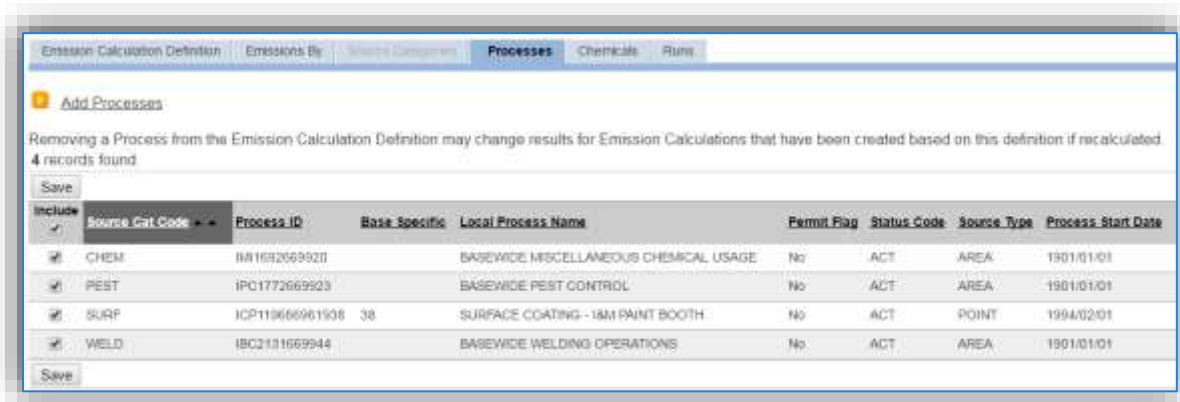 Emission Calculation Definition Emissions By Source Categories Processes Chemicals Runs
Add Processes
Removing a Process from the Emission Calculation Definition may change results for Emission Calculations that have been created based on this definition if recalculated.
4 records found
Save
Include Source Cat Code Process ID Base Specific Local Process Name Permit Flag Status Code Source Type Process Start Date
CHEM BASEWIDE MISCELLANEOUS CHEMICAL USAGE No ACT AREA 1901/01/01
PEST IPC1772669923 BASEWIDE PEST CONTROL No ACT AREA 1901/01/01
SURF 38 SURFACE COATING - I&M PAINT BOOTH No ACT POINT 1994/02/01
WELD IBC2131669944 BASEWIDE WELDING OPERATIONS No ACT AREA 1901/01/01
Save